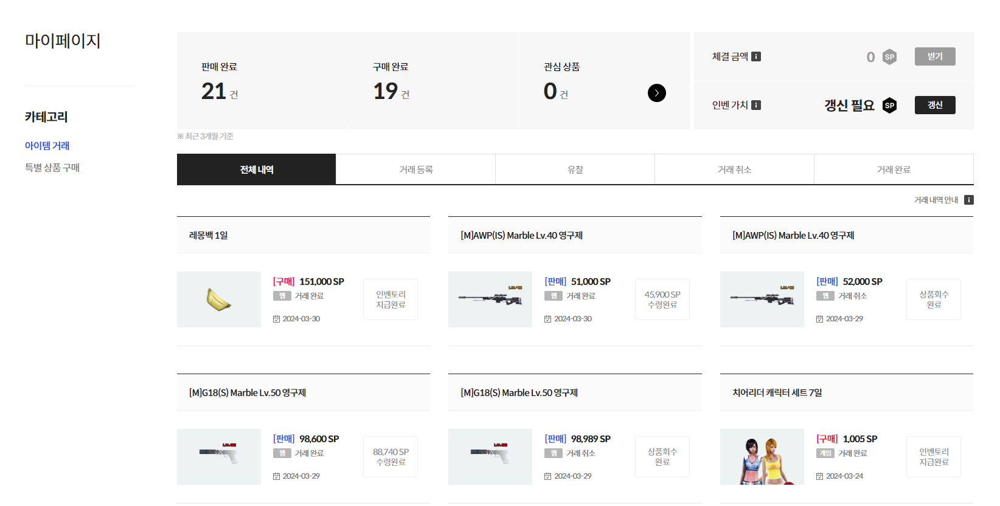 마이페이지
카테고리
아이템 거래
특별 상품 구매
판매 완료
21 건
구매 완료
19 건
관심 상품
0 건
체결 금액 i
0 SP 받기
인벤 가치 i
갱신 필요 SP 갱신
※ 최근 3개월 기준
전체 내역 거래 등록 유찰 거래 취소 거래 완료
거래 내역 안내 i
레몽백 1일
[구매] 151,000 SP
웹 거래 완료
2024-03-30
인벤토리
지급완료
[M]AWP(IS) Marble Lv.40 영구제
LV.40
[판매] 51,000 SP
웹 거래 완료
2024-03-30
45,900 SP
수령완료
[M]AWP(IS) Marble Lv.40 영구제
LV.40
[판매] 52,000 SP
웹 거래 취소
2024-03-29
상품회수
완료
[M]G18(S) Marble Lv.50 영구제
LV.50
[판매] 98,600 SP
웹 거래 완료
2024-03-29
88,740 SP
수령완료
[M]G18(S) Marble Lv.50 영구제
LV.50
[판매] 98,989 SP
웹 거래 취소
2024-03-29
상품회수
완료
치어리더 캐릭터 세트 7일
[구매] 1,005 SP
게임 거래 완료
2024-03-24
인벤토리
지급완료